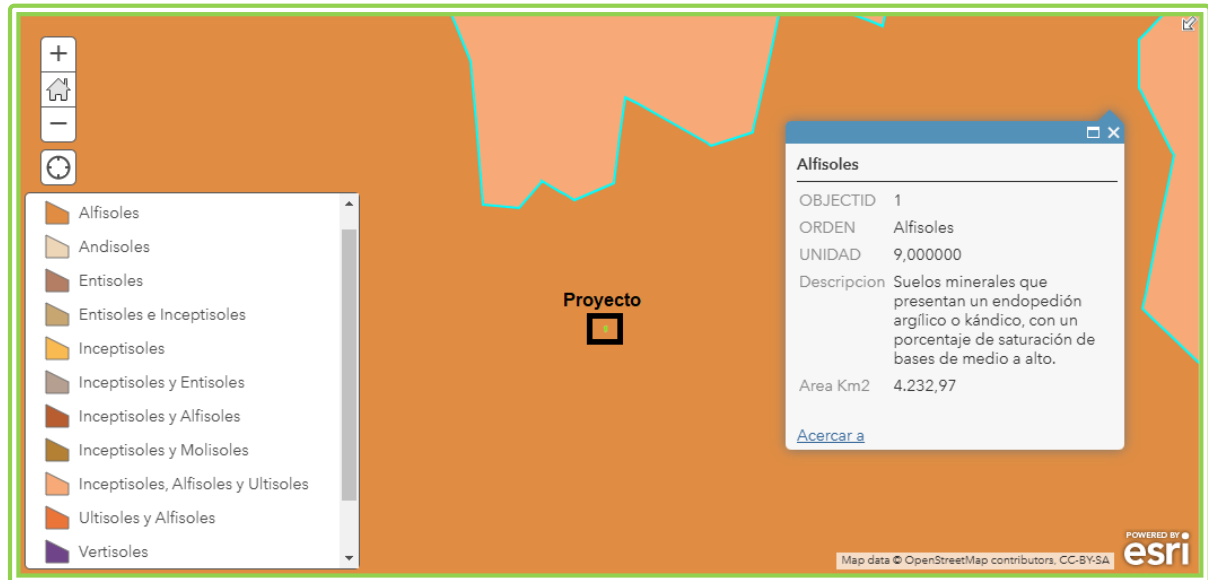 +
−
Alfisoles
Andisoles
Entisoles
Entisoles e Inceptisoles
Inceptisoles
Inceptisoles y Entisoles
Inceptisoles y Alfisoles
Inceptisoles y Molisoles
Inceptisoles, Alfisoles y Ultisoles
Ultisoles y Alfisoles
Vertisoles
Proyecto
Alfisoles
OBJECTID 1
ORDEN Alfisoles
UNIDAD 9,000000
Descripcion Suelos minerales que
presentan un endopedión
argílico o kándico, con un
porcentaje de saturación de
bases de medio a alto.
Area Km2 4.232,97
Acercar a
Map data © OpenStreetMap contributors, CC-BY-SA
POWERED BY
esri